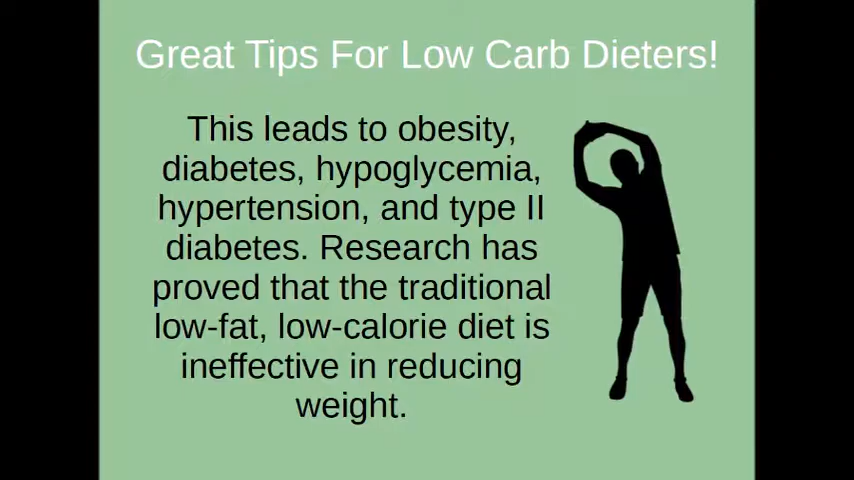 Great Tips For Low Carb Dieters!
This leads to obesity,
diabetes, hypoglycemia,
hypertension, and type II
diabetes. Research has
proved that the traditional
low-fat, low-calorie diet is
ineffective in reducing
weight.